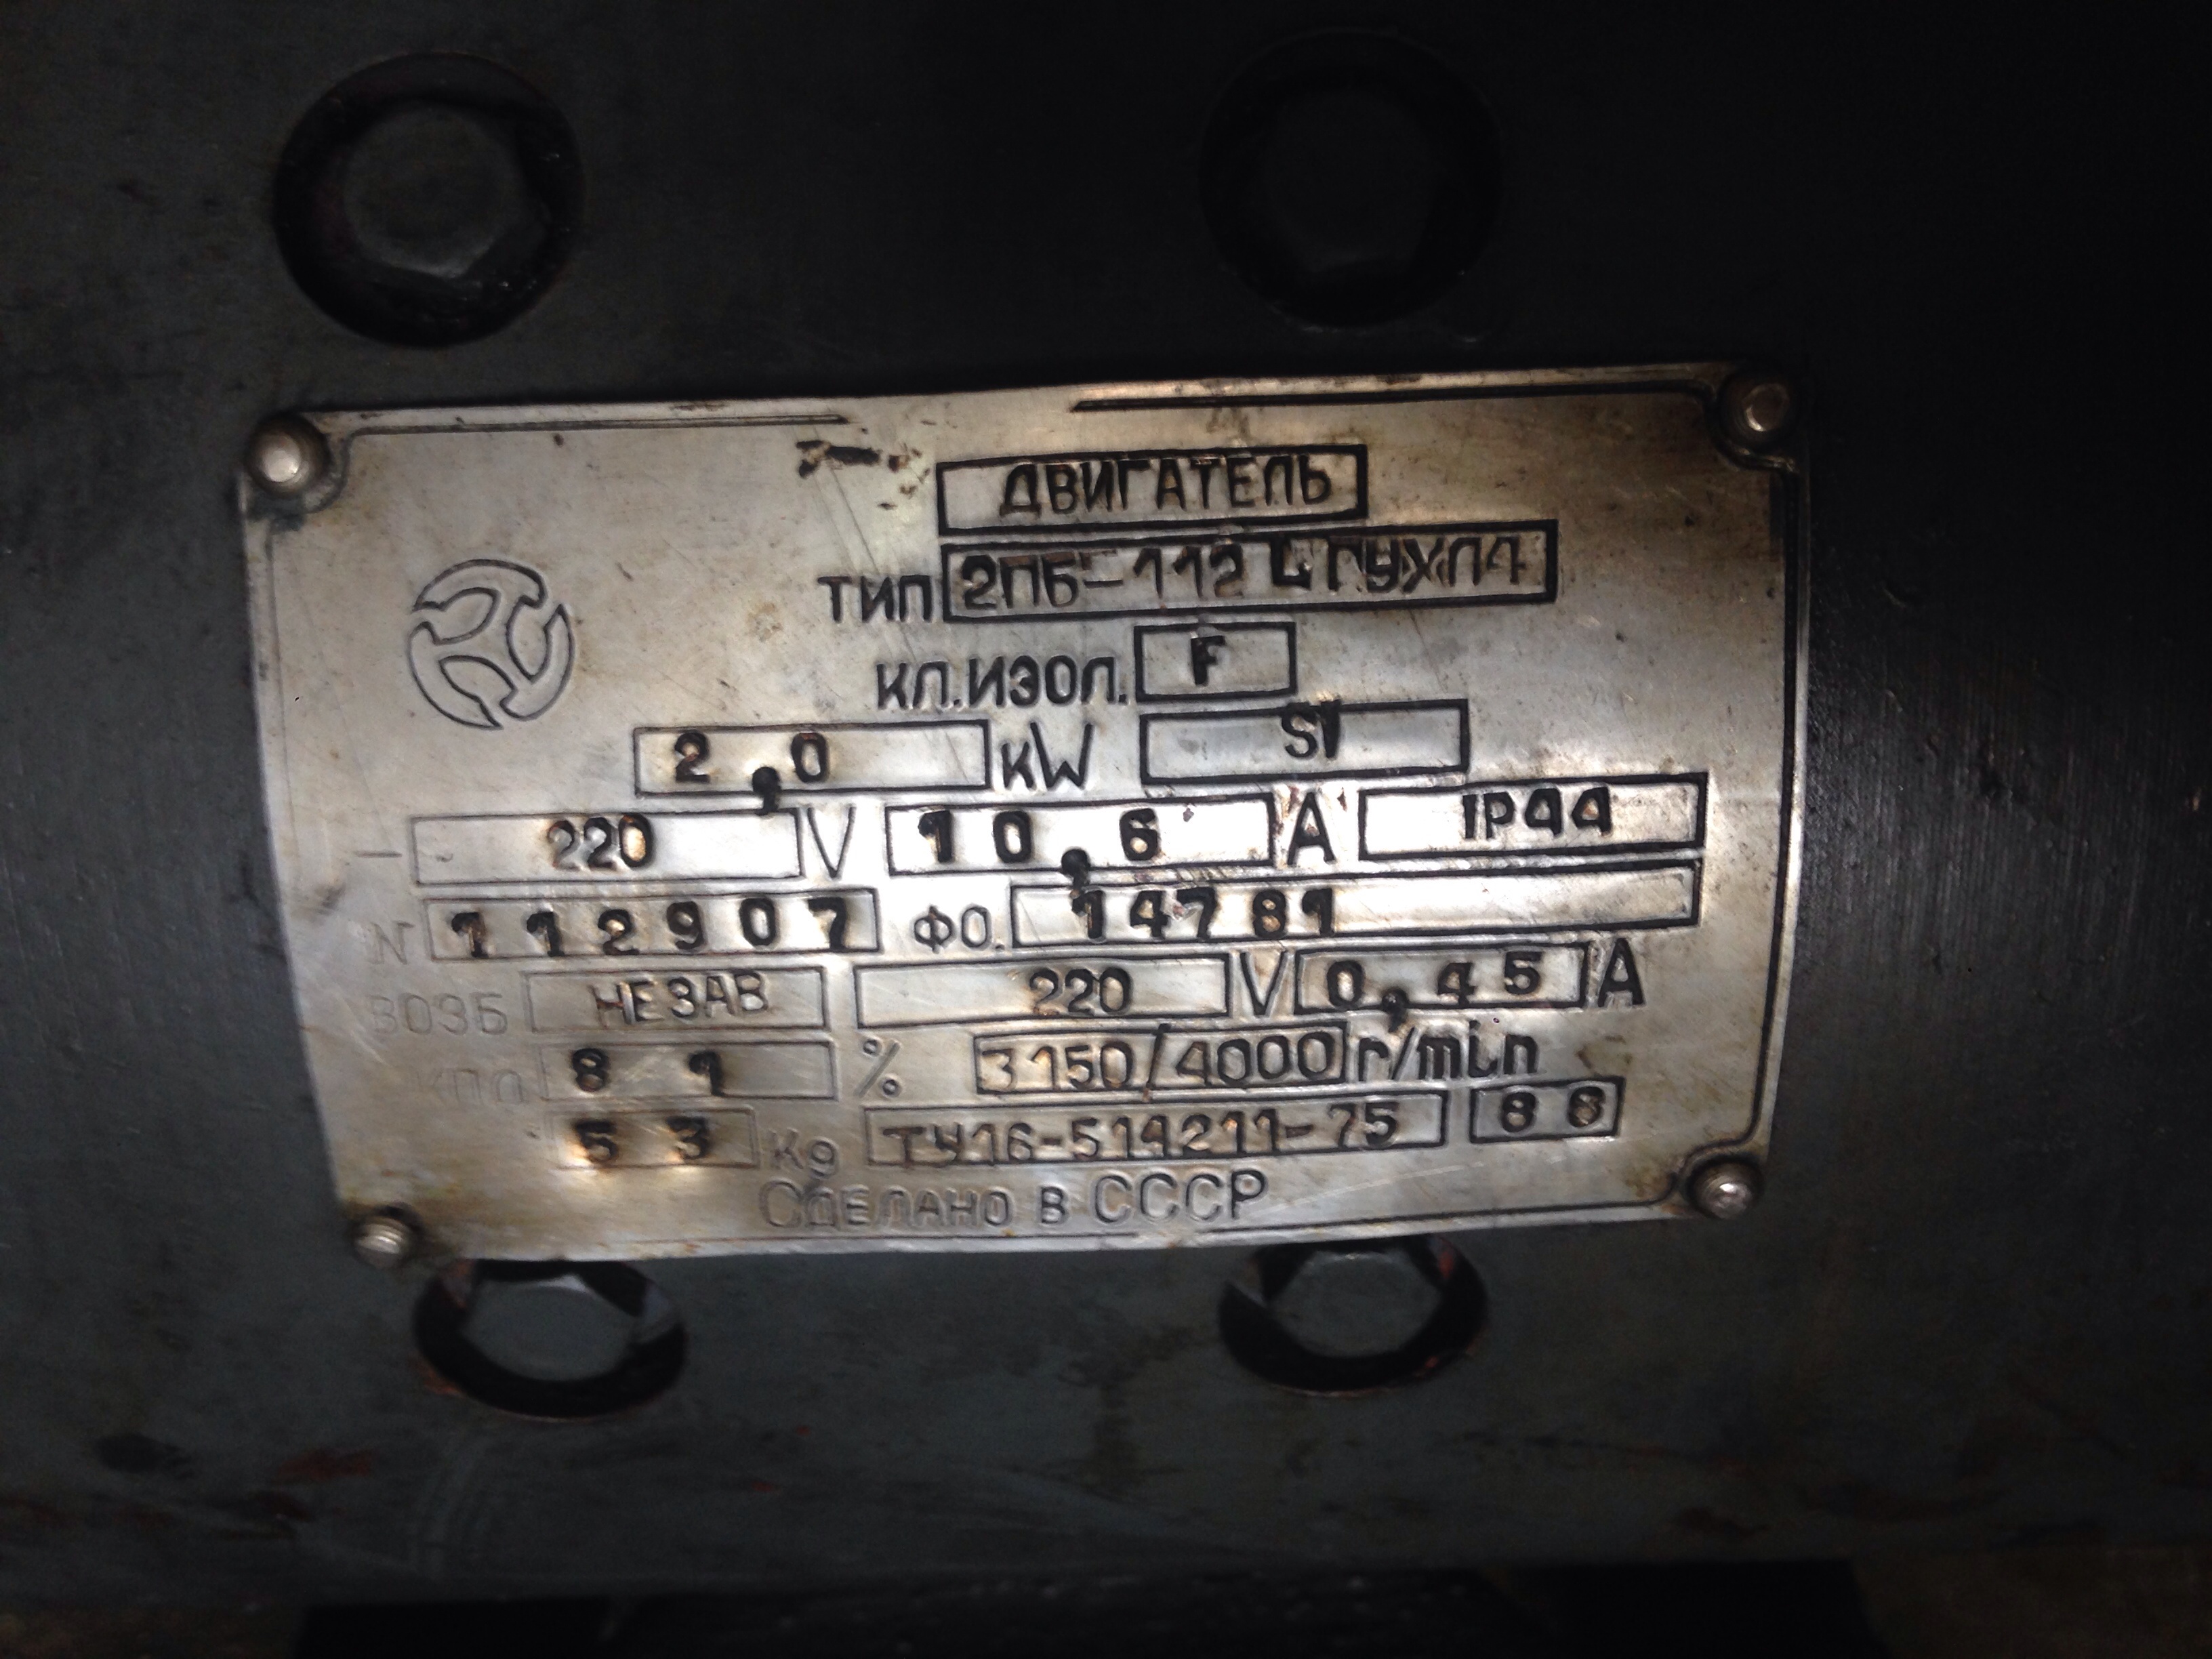 ДВИГАТЕЛЬ
ТИП 2ПБ-112 LГУХЛ4
КЛ.ИЗОЛ. F
2,0 кW S1
— 220 V 10,6 A IP44
N 112907 ФО. 14781
ВОЗБ НЕЗАВ 220 V 0,45 A
КПД 81 % 3150/4000 r/min
53 Kg ТУ16-514211-75 88
СДЕЛАНО В СССР